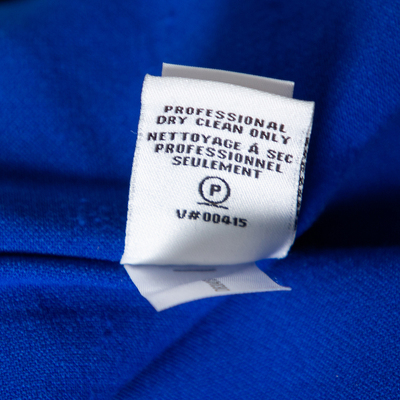 PROFESSIONAL
DRY CLEAN ONLY
NETTOYAGE À SEC
PROFESSIONNEL
SEULEMENT
P
V#00415